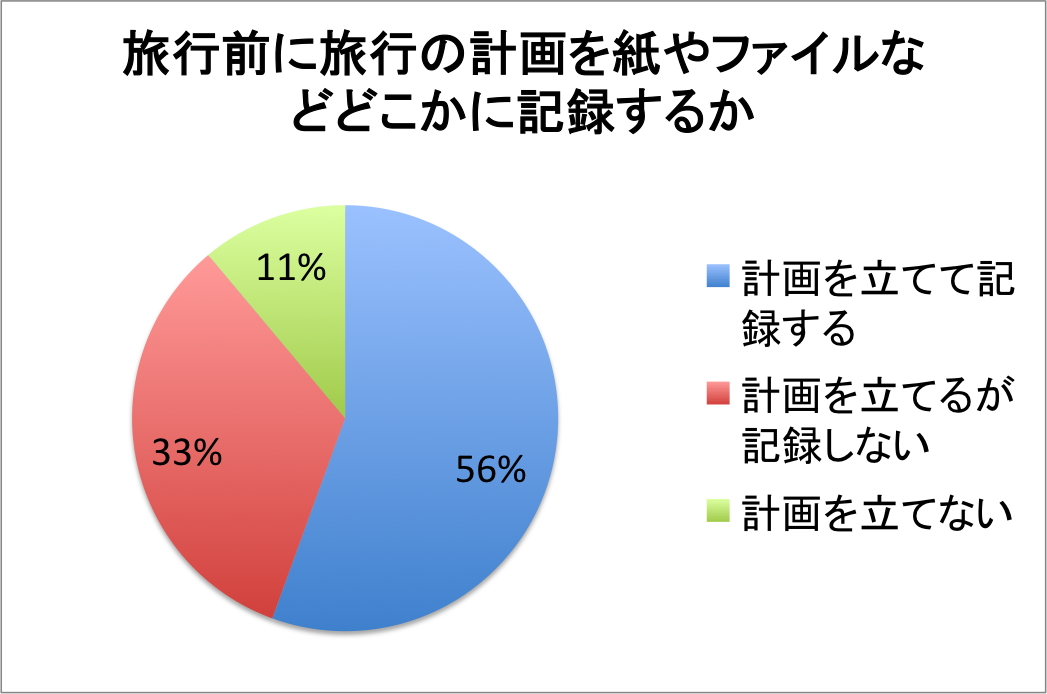 旅行前に旅行の計画を紙やファイルな
どどこかに記録するか
11%
33%
56%
計画を立てて記
録する
計画を立てるが
記録しない
計画を立てない